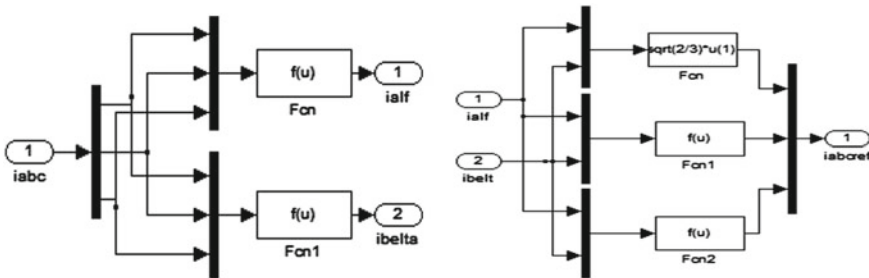 1
iabc
f(u)
Fcn
1
ialf
f(u)
Fcn1
2
ibelta
1
ialf
2
ibelt
sqrt(2/3)*u(1)
Fcn
f(u)
Fcn1
f(u)
Fcn2
1
iabcref